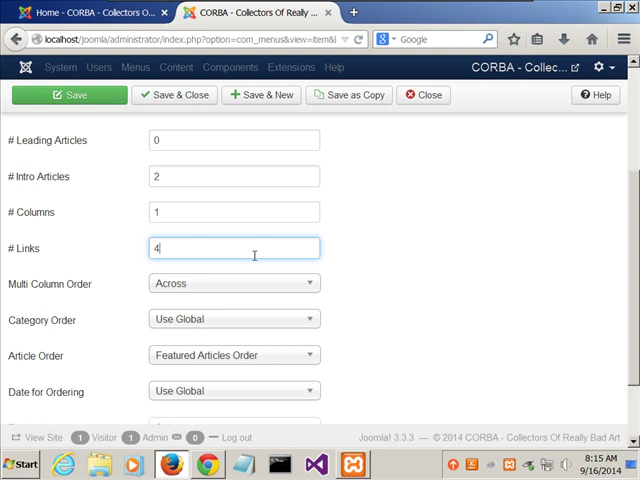 Home - CORBA - Collectors O... × CORBA - Collectors Of Really ... × +
localhost/joomla/administrator/index.php?option=com_menus&view=item&l Google
System Users Menus Content Components Extensions Help CORBA - Collec...
Save Save & Close Save & New Save as Copy Close Help
# Leading Articles 0
# Intro Articles 2
# Columns 1
# Links 4
Multi Column Order Across
Category Order Use Global
Article Order Featured Articles Order
Date for Ordering Use Global
View Site 1 Visitor 1 Admin 0 Log out Joomla! 3.3.3 — © 2014 CORBA - Collectors Of Really Bad Art
Start 8:15 AM
9/16/2014